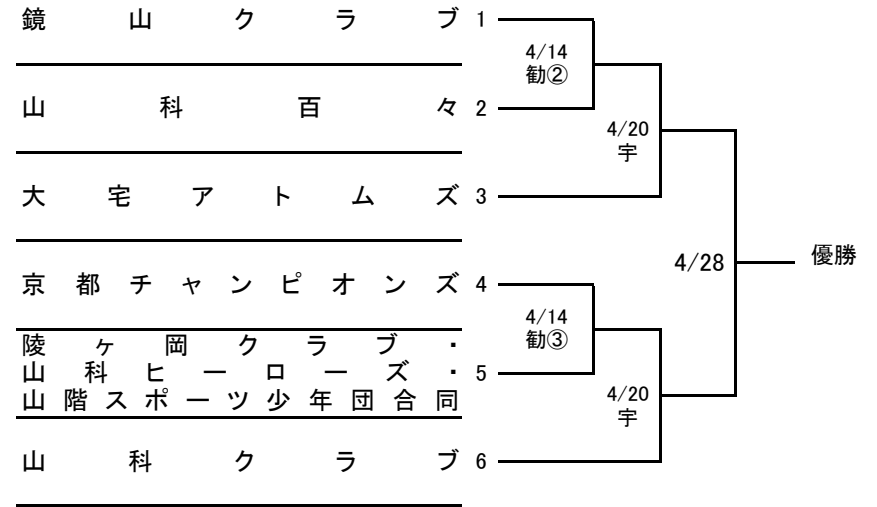 鏡山クラブ 1
4/14
勧②
山科百々 2
4/20
宇
大宅アトムズ 3
4/28
優勝
京都チャンピオンズ 4
4/14
勧③
陵ヶ岡クラブ・
山科ヒーローズ・ 5
山階スポーツ少年団合同
4/20
宇
山科クラブ 6